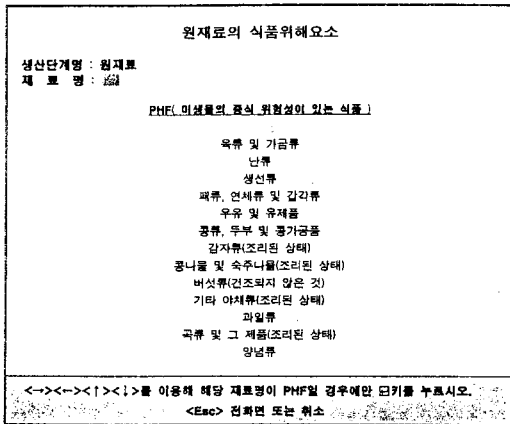 원재료의 식품위해요소
생산단계명 : 원재료
재 료 명 :
PHF( 미생물의 증식 위험성이 있는 식품 )
육류 및 가금류
난류
생선류
패류, 연체류 및 갑각류
우유 및 유제품
콩류, 두부 및 콩가공품
감자류(조리된 상태)
콩나물 및 숙주나물(조리된 상태)
버섯류(건조되지 않은 것)
기타 야채류(조리된 상태)
과일류
곡류 및 그 제품(조리된 상태)
양념류
<→><←><↑><↓>를 이용해 해당 재료명이 PHF일 경우에만 키를 누르시오.
<Esc> 전화면 또는 취소